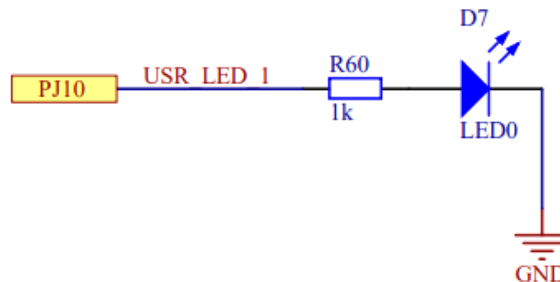 D7
R60
USR_LED_1
PJ10
1k
LED0
GND